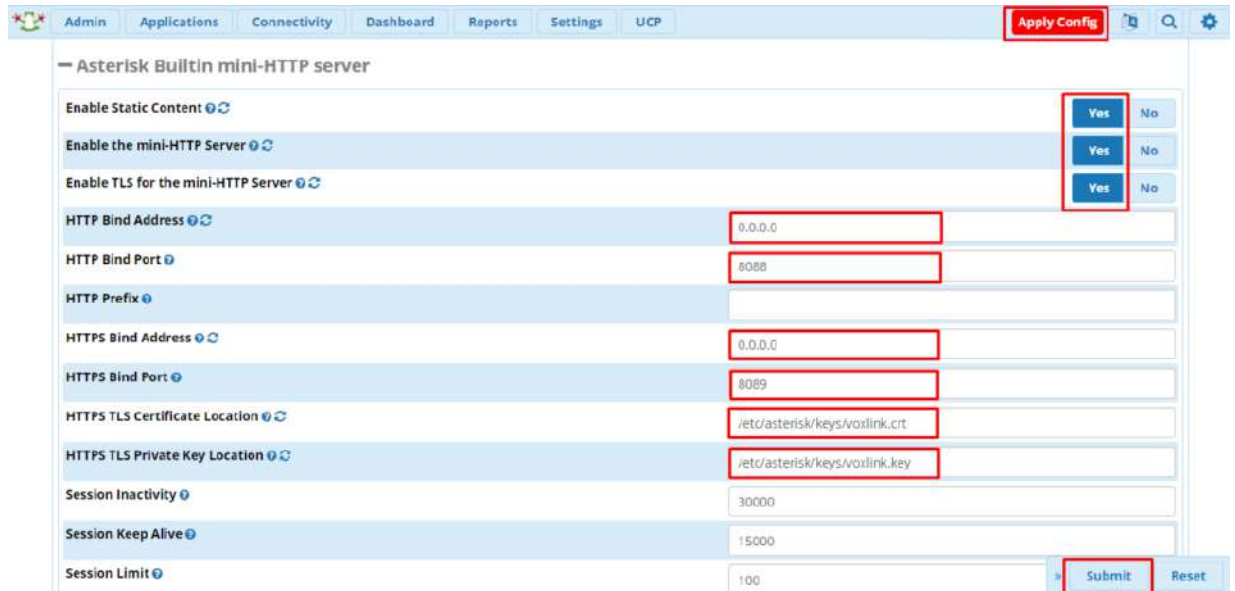 Admin Applications Connectivity Dashboard Reports Settings UCP Apply Config
Asterisk Builtin mini-HTTP server
Enable Static Content Yes No
Enable the mini-HTTP Server Yes No
Enable TLS for the mini-HTTP Server Yes No
HTTP Bind Address 0.0.0.0
HTTP Bind Port 8088
HTTP Prefix
HTTPS Bind Address 0.0.0.0
HTTPS Bind Port 8089
HTTPS TLS Certificate Location /etc/asterisk/keys/voxlink.crt
HTTPS TLS Private Key Location /etc/asterisk/keys/voxlink.key
Session Inactivity 30000
Session Keep Alive 15000
Session Limit 100
» Submit Reset